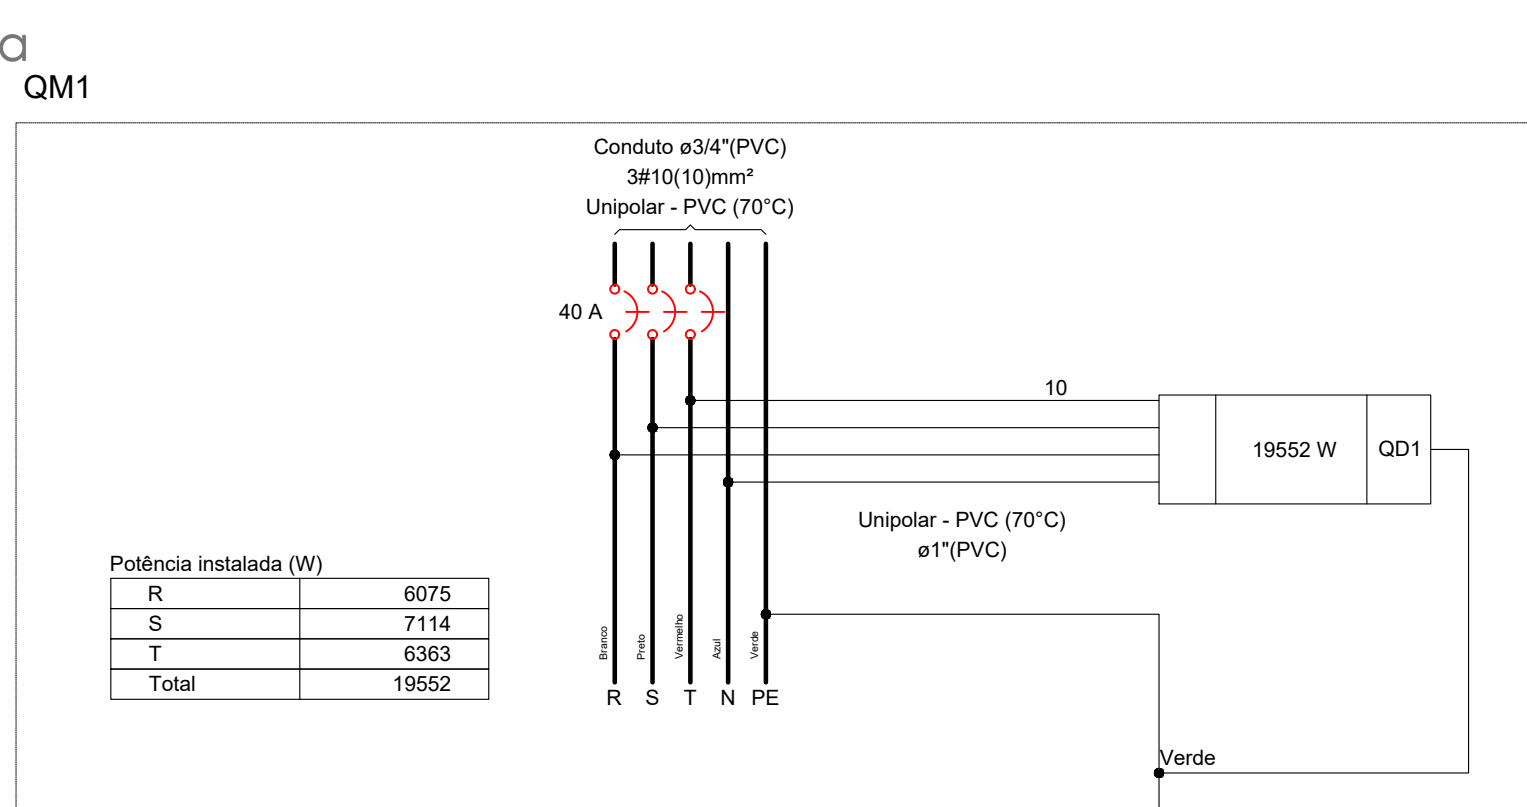 a
QM1
Conduto ø3/4"(PVC)
3#10(10)mm²
Unipolar - PVC (70°C)
40 A
10
19552 W
QD1
Unipolar - PVC (70°C)
ø1"(PVC)
Potência instalada (W)
R 6075
S 7114
T 6363
Total 19552
Branco
Preto
Vermelho
Azul
Verde
R S T N PE
Verde